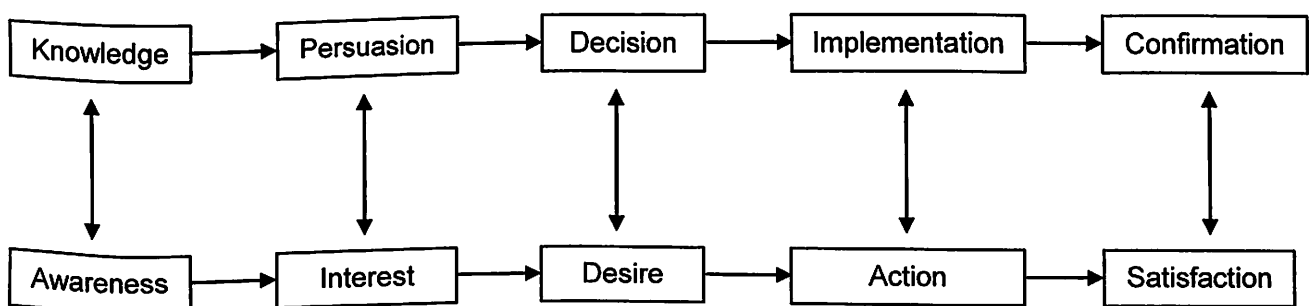 Knowledge Persuasion Decision Implementation Confirmation
Awareness Interest Desire Action Satisfaction